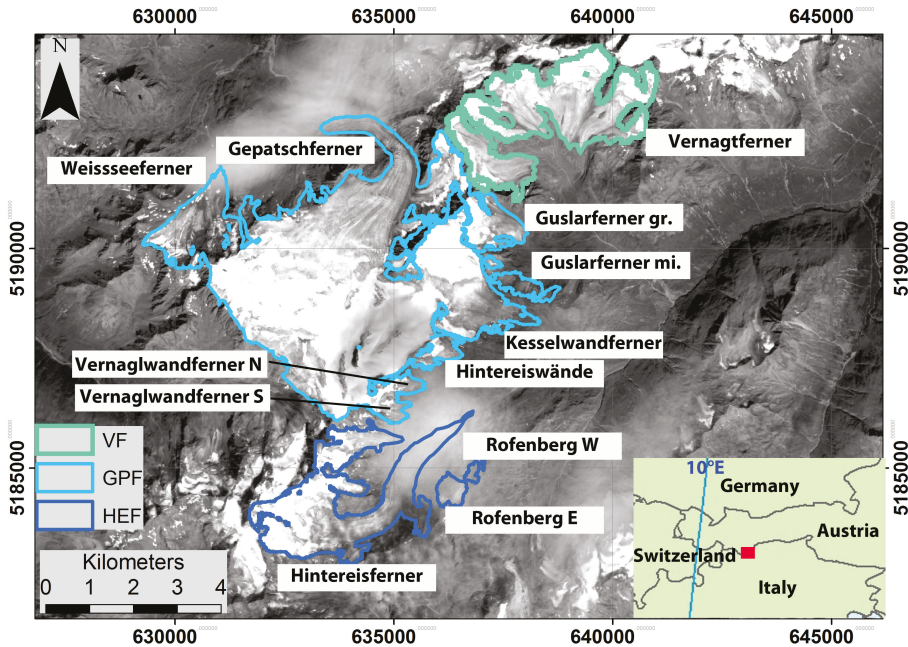 630000
635000
640000
645000
N
Vernagtferner
Gepatschferner
Weissseeferner
Guslarferner gr.
5190000
5190000
Guslarferner mi.
Kesselwandferner
Vernaglwandferner N
Hintereiswände
Vernaglwandferner S
VF
GPF
HEF
Rofenberg W
Rofenberg E
5185000
5185000
Hintereisferner
Kilometers
0 1 2 3 4
10°E
Germany
Austria
Switzerland
Italy
630000
635000
640000
645000